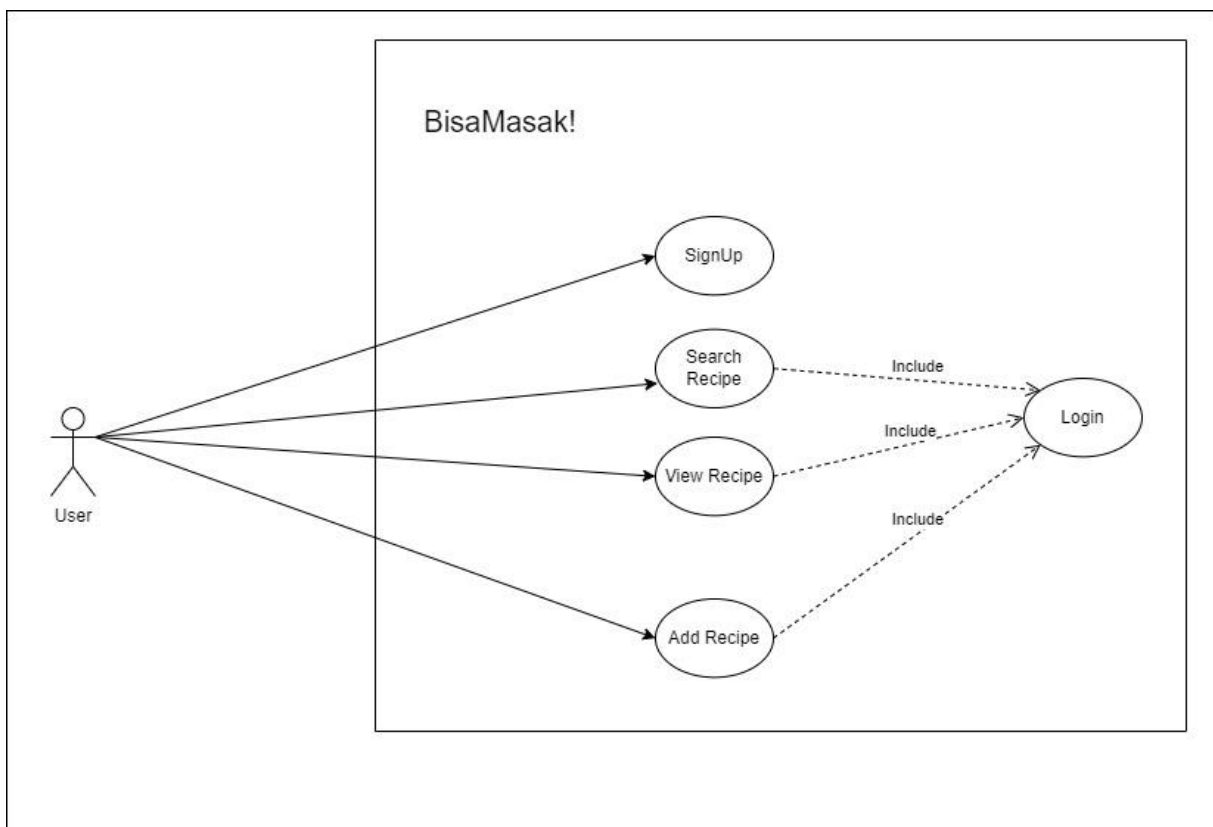 BisaMasak!
SignUp
Search
Recipe
Include
Login
Include
View Recipe
User
Include
Add Recipe